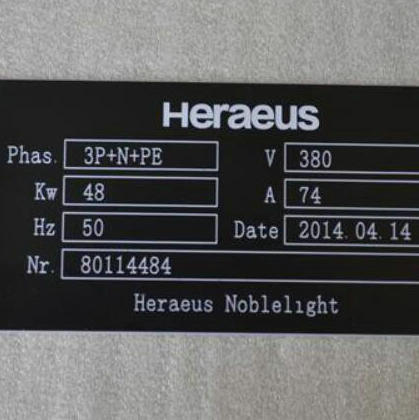 Heraeus
Phas. 3P+N+PE V 380
Kw 48 A 74
Hz 50 Date 2014.04.14
Nr. 80114484
Heraeus Noblelight